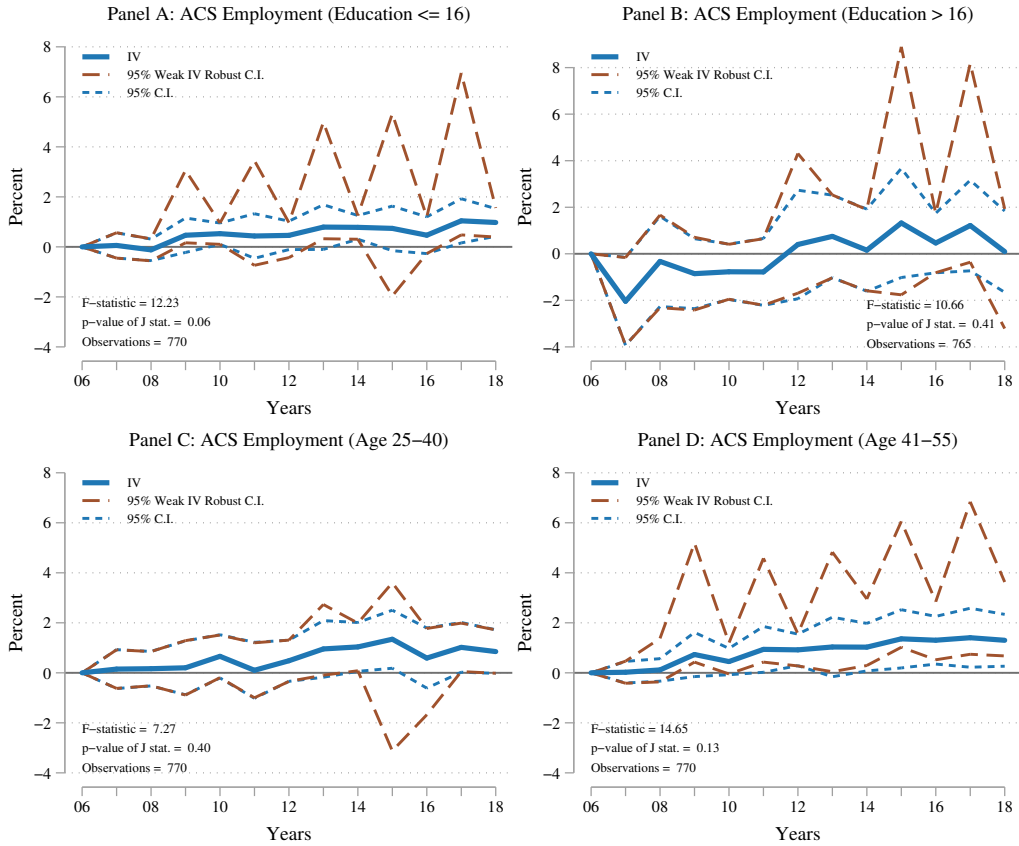 Panel A: ACS Employment (Education <= 16)
8
6
4
2
0
−2
−4
Percent
IV
95% Weak IV Robust C.I.
95% C.I.
F−statistic = 12.23
p−value of J stat. = 0.06
Observations = 770
06 08 10 12 14 16 18
Years
Panel B: ACS Employment (Education > 16)
8
6
4
2
0
−2
−4
Percent
IV
95% Weak IV Robust C.I.
95% C.I.
F−statistic = 10.66
p−value of J stat. = 0.41
Observations = 765
06 08 10 12 14 16 18
Years
Panel C: ACS Employment (Age 25−40)
8
6
4
2
0
−2
−4
Percent
IV
95% Weak IV Robust C.I.
95% C.I.
F−statistic = 7.27
p−value of J stat. = 0.40
Observations = 770
06 08 10 12 14 16 18
Years
Panel D: ACS Employment (Age 41−55)
8
6
4
2
0
−2
−4
Percent
IV
95% Weak IV Robust C.I.
95% C.I.
F−statistic = 14.65
p−value of J stat. = 0.13
Observations = 770
06 08 10 12 14 16 18
Years